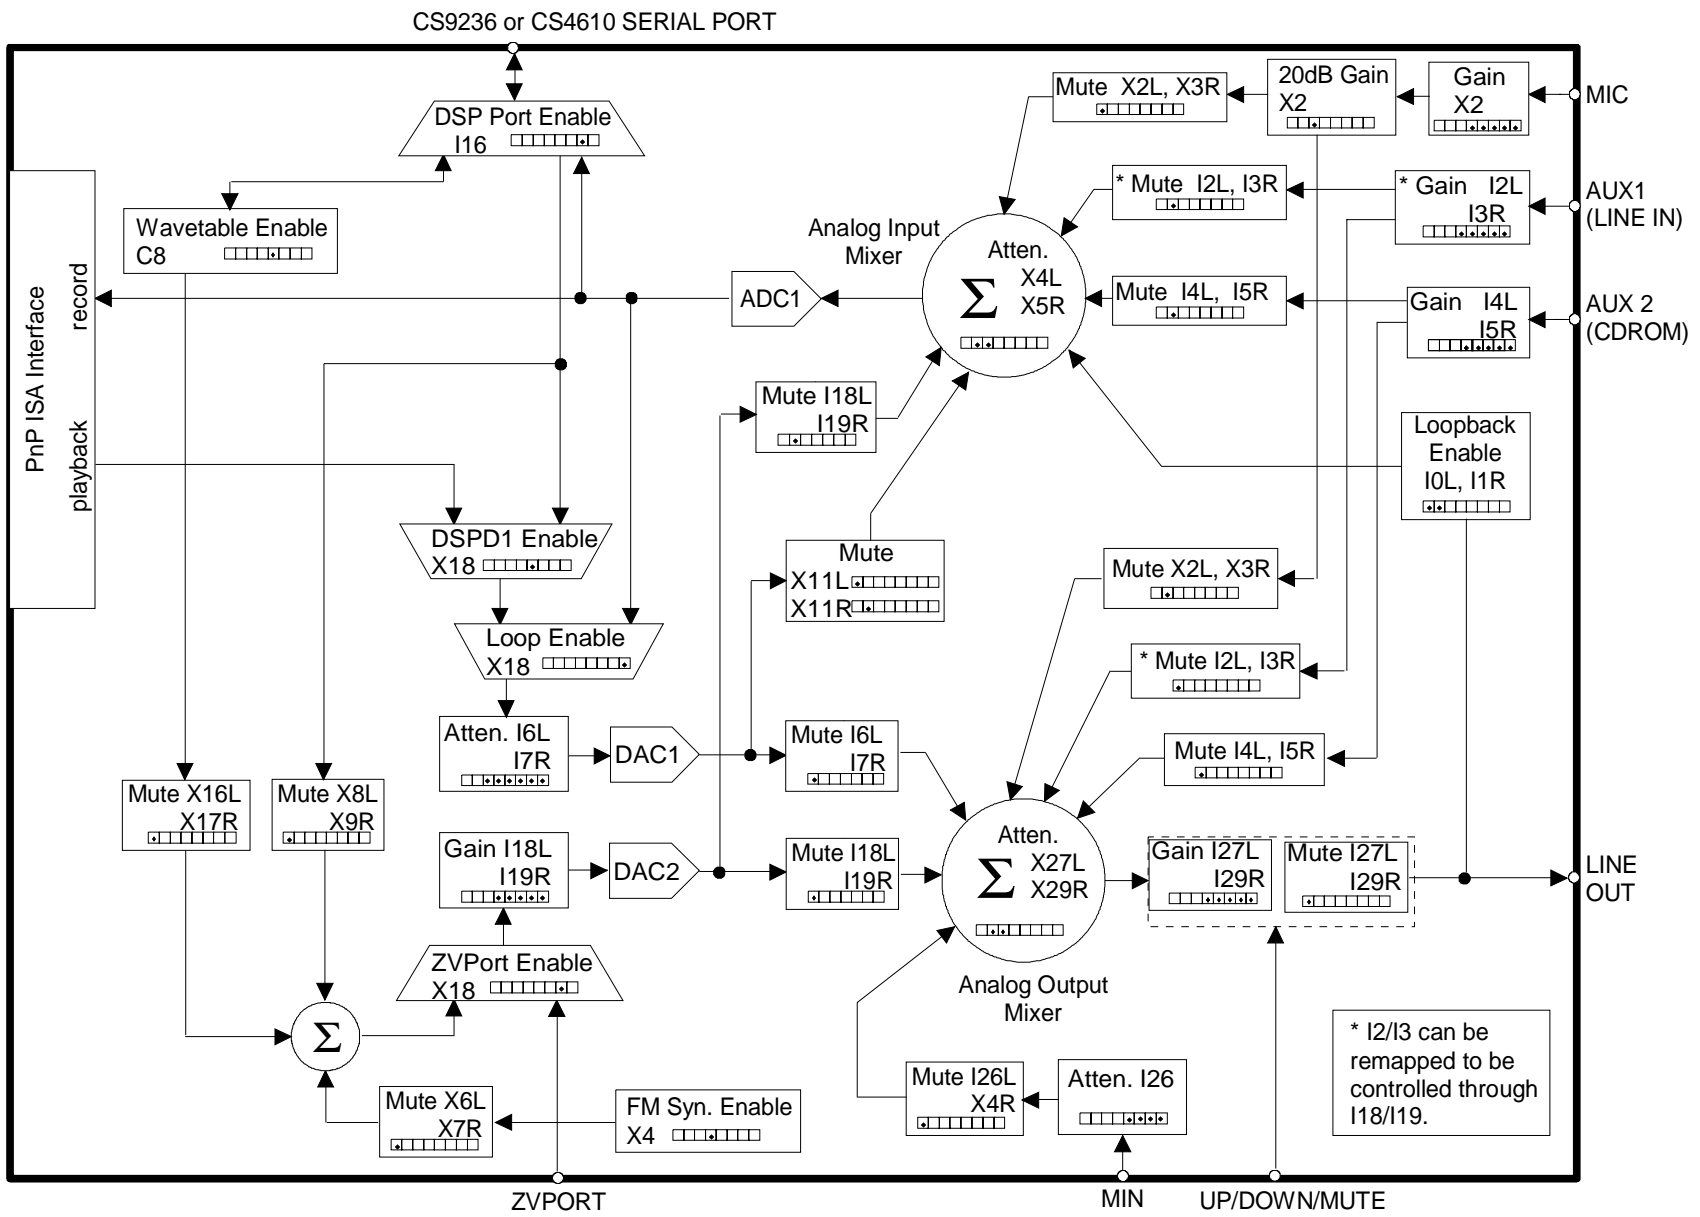 CS9236 or CS4610 SERIAL PORT
DSP Port Enable
I16
Mute X2L, X3R
20dB Gain
X2
Gain
X2
MIC
* Mute I2L, I3R
* Gain I2L
I3R
AUX1
(LINE IN)
Wavetable Enable
C8
Analog Input
Mixer
Atten.
Σ
X4L
X5R
ADC1
Mute I4L, I5R
Gain I4L
I5R
AUX 2
(CDROM)
PnP ISA Interface
record
playback
Mute I18L
I19R
Loopback
Enable
I0L, I1R
DSPD1 Enable
X18
Mute
X11L
X11R
Mute X2L, X3R
Loop Enable
X18
* Mute I2L, I3R
Atten. I6L
I7R
DAC1
Mute I6L
I7R
Mute I4L, I5R
Mute X16L
X17R
Mute X8L
X9R
Gain I18L
I19R
DAC2
Mute I18L
I19R
Atten.
Σ
X27L
X29R
Gain I27L
I29R
Mute I27L
I29R
LINE
OUT
ZVPort Enable
X18
Analog Output
Mixer
Σ
* I2/I3 can be
remapped to be
controlled through
I18/I19.
Mute X6L
X7R
FM Syn. Enable
X4
Mute I26L
X4R
Atten. I26
ZVPORT
MIN
UP/DOWN/MUTE